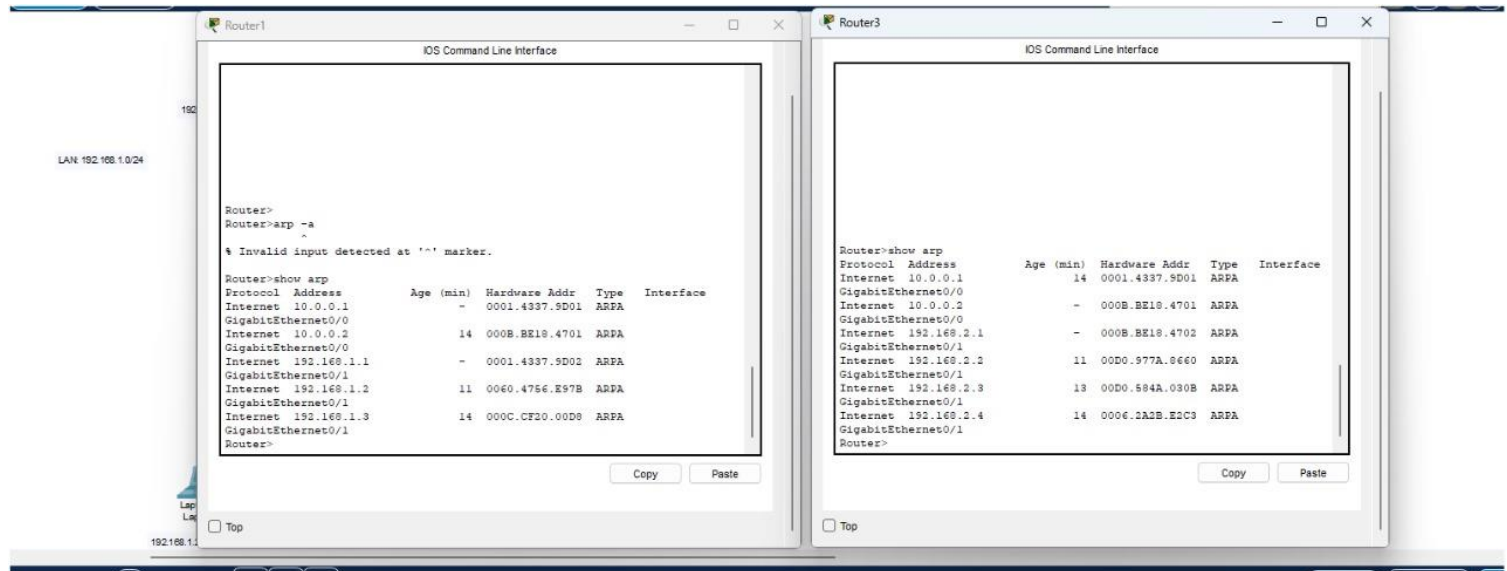 Router1
IOS Command Line Interface
192
LAN: 192.168.1.0/24
Router>
Router>arp -a
^
% Invalid input detected at '^' marker.
Router>show arp
Protocol Address Age (min) Hardware Addr Type Interface
Internet 10.0.0.1 - 0001.4337.9D01 ARPA
GigabitEthernet0/0
Internet 10.0.0.2 14 000B.BE18.4701 ARPA
GigabitEthernet0/0
Internet 192.168.1.1 - 0001.4337.9D02 ARPA
GigabitEthernet0/1
Internet 192.168.1.2 11 0060.4756.E97B ARPA
GigabitEthernet0/1
Internet 192.168.1.3 14 000C.CF20.00D8 ARPA
GigabitEthernet0/1
Router>
Copy Paste
Top
Lap
192.168.1.2
Router3
IOS Command Line Interface
Router>show arp
Protocol Address Age (min) Hardware Addr Type Interface
Internet 10.0.0.1 14 0001.4337.9D01 ARPA
GigabitEthernet0/0
Internet 10.0.0.2 - 000B.BE18.4701 ARPA
GigabitEthernet0/0
Internet 192.168.2.1 - 000B.BE18.4702 ARPA
GigabitEthernet0/1
Internet 192.168.2.2 11 00D0.977A.8660 ARPA
GigabitEthernet0/1
Internet 192.168.2.3 13 00D0.584A.030B ARPA
GigabitEthernet0/1
Internet 192.168.2.4 14 0006.2A2B.E2C3 ARPA
GigabitEthernet0/1
Router>
Copy Paste
Top